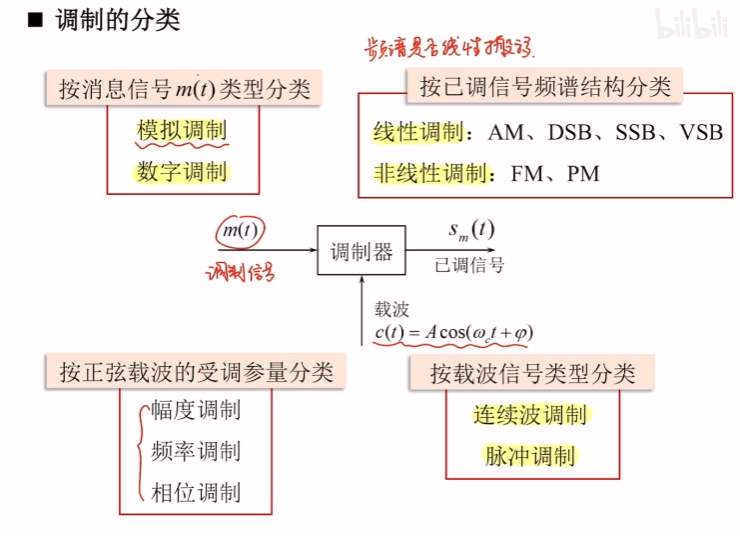 ■ 调制的分类
bilibili
频谱是否线性搬移.
按消息信号m(t)类型分类
模拟调制
数字调制
按已调信号频谱结构分类
线性调制：AM、DSB、SSB、VSB
非线性调制：FM、PM
m(t)
调制信号
调制器
sₘ(t)
已调信号
载波
c(t) = A cos(ω꜀t + φ)
按正弦载波的受调参量分类
幅度调制
频率调制
相位调制
按载波信号类型分类
连续波调制
脉冲调制